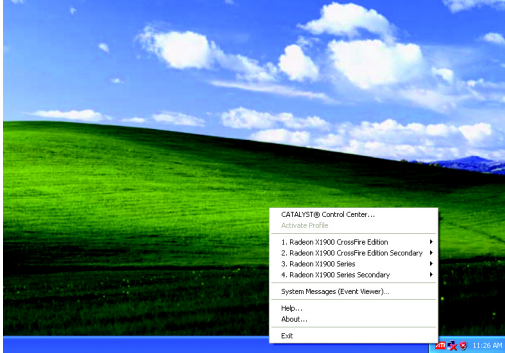 CATALYST® Control Center...
Activate Profile
1. Radeon X1900 CrossFire Edition
2. Radeon X1900 CrossFire Edition Secondary
3. Radeon X1900 Series
4. Radeon X1900 Series Secondary
System Messages (Event Viewer)...
Help...
About...
Exit
ATI 11:26 AM